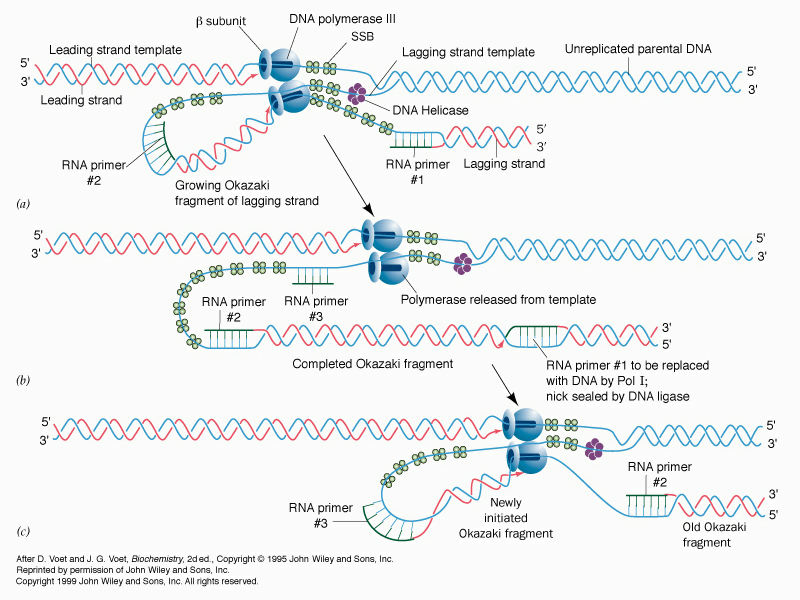 β subunit
DNA polymerase III
SSB
Leading strand template
Lagging strand template
Unreplicated parental DNA
5'
3'
5'
3'
Leading strand
DNA Helicase
5'
3'
RNA primer
#2
RNA primer
#1
Lagging strand
Growing Okazaki
fragment of lagging strand
(a)
5'
3'
5'
3'
RNA primer
#2
RNA primer
#3
Polymerase released from template
3'
5'
Completed Okazaki fragment
RNA primer #1 to be replaced
with DNA by Pol I;
nick sealed by DNA ligase
(b)
5'
3'
5'
3'
RNA primer
#2
RNA primer
#3
Newly
initiated
Okazaki fragment
3'
5'
Old Okazaki
fragment
(c)
After D. Voet and J. G. Voet, Biochemistry, 2d ed., Copyright © 1995 John Wiley and Sons, Inc.
Reprinted by permission of John Wiley and Sons, Inc.
Copyright 1999 John Wiley and Sons, Inc. All rights reserved.